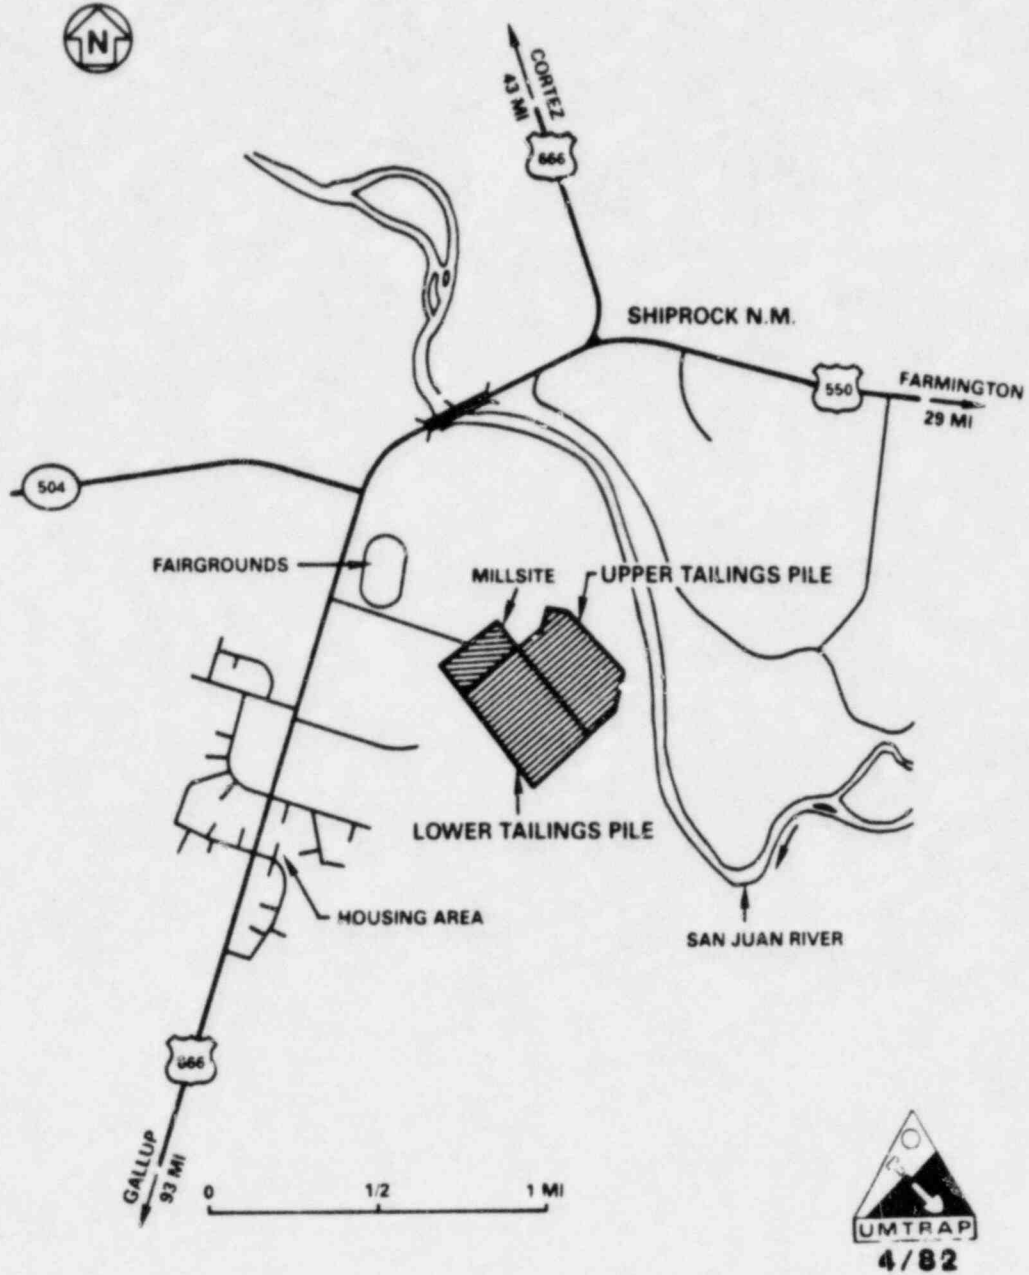 N
CORTEZ
43 MI
666
SHIPROCK N.M.
550
FARMINGTON
29 MI
504
FAIRGROUNDS
MILLSITE
UPPER TAILINGS PILE
LOWER TAILINGS PILE
HOUSING AREA
SAN JUAN RIVER
666
GALLUP
93 MI
0 1/2 1 MI
UMTRAP
4/82